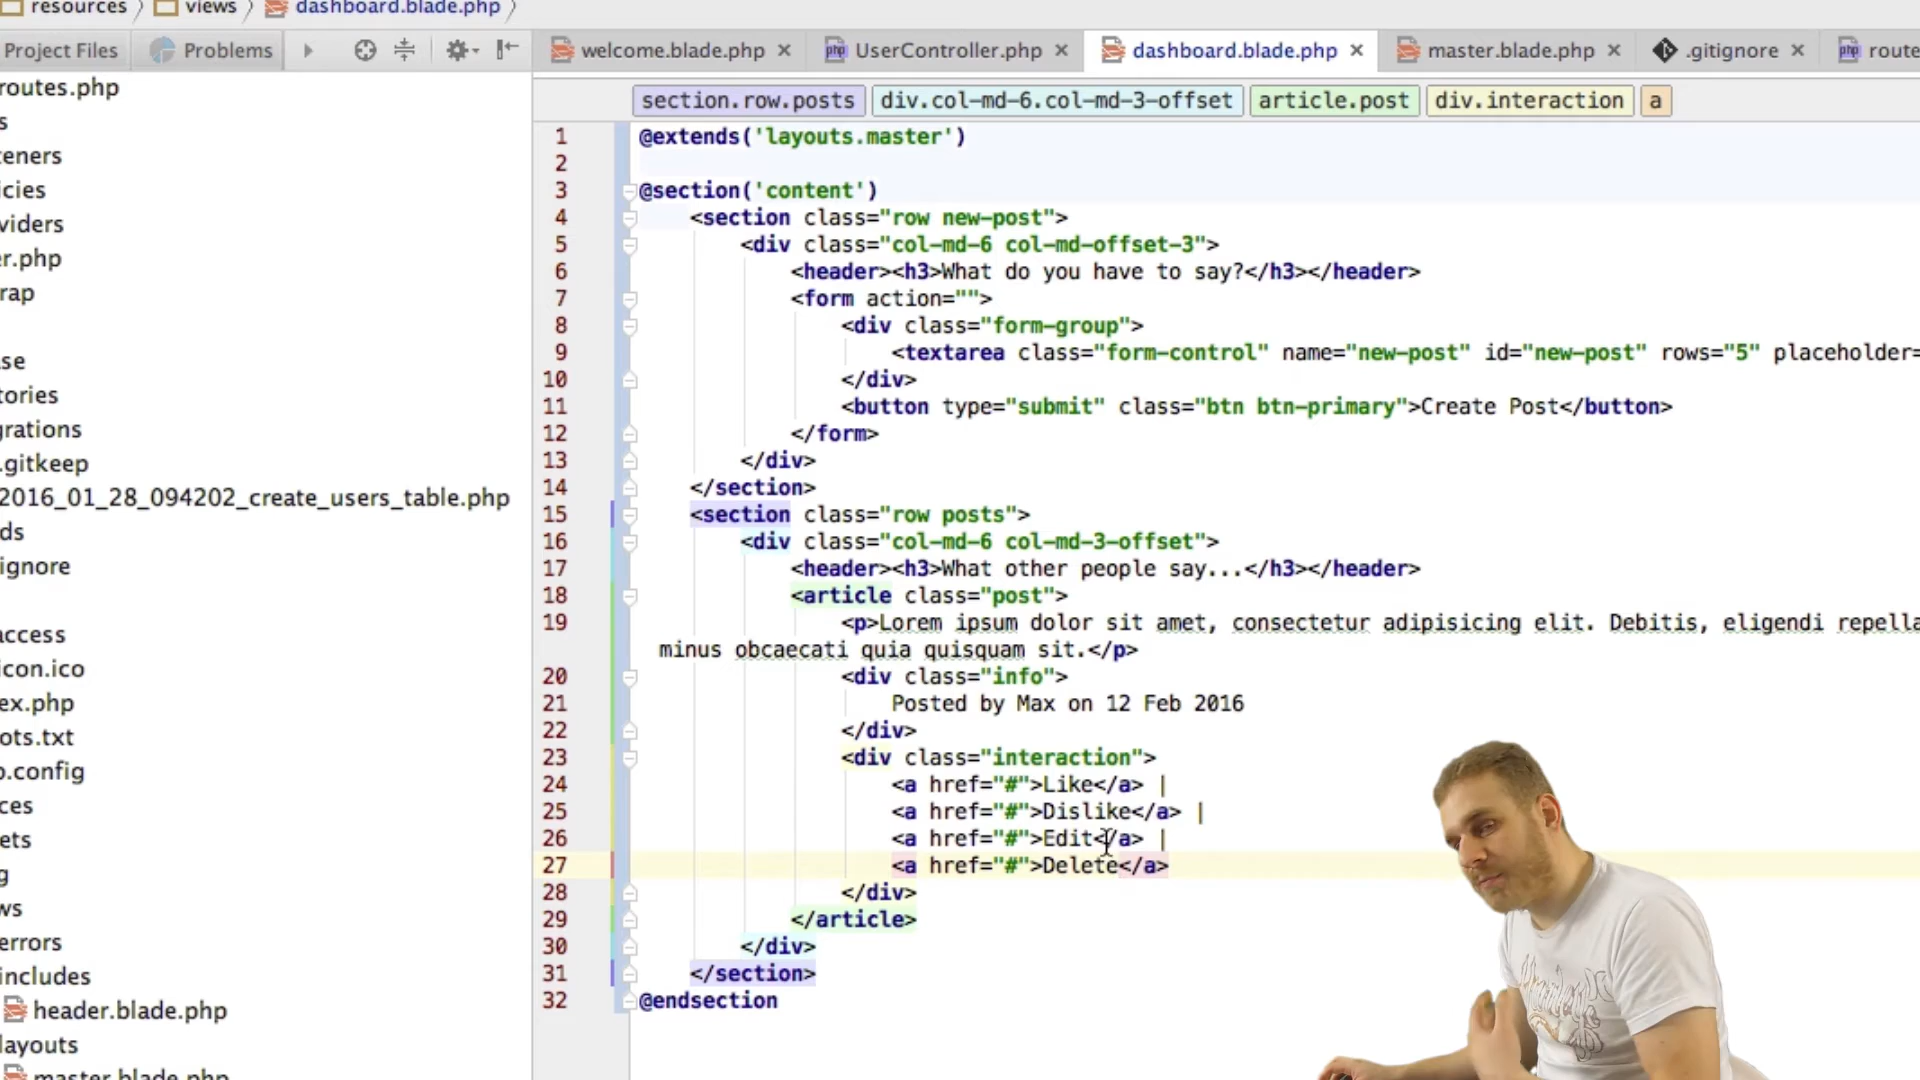 resources views dashboard.blade.php
Project Files Problems welcome.blade.php UserController.php dashboard.blade.php master.blade.php .gitignore route
section.row.posts div.col-md-6.col-md-3-offset article.post div.interaction a
routes.php
s
teners
icies
viders
er.php
rap
se
tories
grations
.gitkeep
2016_01_28_094202_create_users_table.php
ds
ignore
access
icon.ico
ex.php
ots.txt
o.config
ces
ets
g
ws
errors
includes
header.blade.php
layouts
master.blade.php
1 @extends('layouts.master')
2
3 @section('content')
4 <section class="row new-post">
5 <div class="col-md-6 col-md-offset-3">
6 <header><h3>What do you have to say?</h3></header>
7 <form action="">
8 <div class="form-group">
9 <textarea class="form-control" name="new-post" id="new-post" rows="5" placeholder=
10 </div>
11 <button type="submit" class="btn btn-primary">Create Post</button>
12 </form>
13 </div>
14 </section>
15 <section class="row posts">
16 <div class="col-md-6 col-md-3-offset">
17 <header><h3>What other people say...</h3></header>
18 <article class="post">
19 <p>Lorem ipsum dolor sit amet, consectetur adipisicing elit. Debitis, eligendi repella
minus obcaecati quia quisquam sit.</p>
20 <div class="info">
21 Posted by Max on 12 Feb 2016
22 </div>
23 <div class="interaction">
24 <a href="#">Like</a> |
25 <a href="#">Dislike</a> |
26 <a href="#">Edit</a> |
27 <a href="#">Delete</a>
28 </div>
29 </article>
30 </div>
31 </section>
32 @endsection